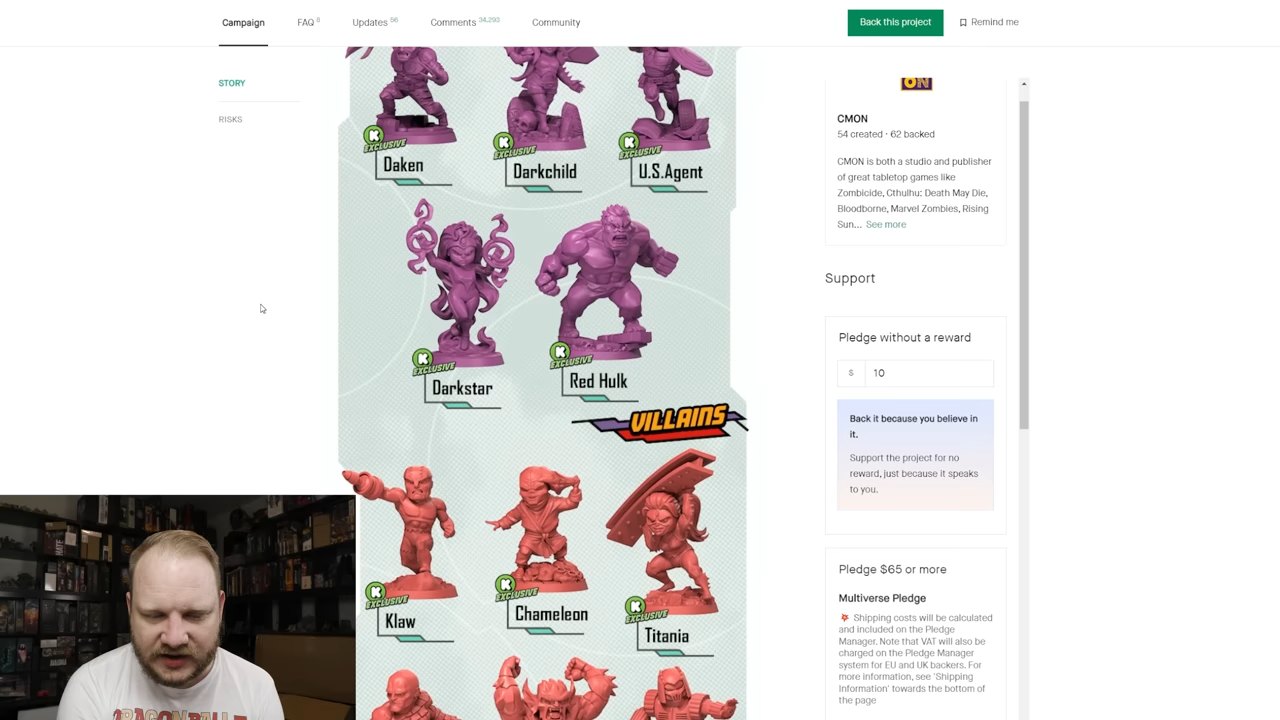 Campaign
FAQ 6
Updates 56
Comments 34,293
Community
Back this project
Remind me
STORY
RISKS
K EXCLUSIVE
Daken
K EXCLUSIVE
Darkchild
K EXCLUSIVE
U.S.Agent
K EXCLUSIVE
Darkstar
K EXCLUSIVE
Red Hulk
VILLAINS
K EXCLUSIVE
Klaw
K EXCLUSIVE
Chameleon
K EXCLUSIVE
Titania
ON
CMON
54 created · 62 backed
CMON is both a studio and publisher
of great tabletop games like
Zombicide, Cthulhu: Death May Die,
Bloodborne, Marvel Zombies, Rising
Sun... See more
Support
Pledge without a reward
$ 10
Back it because you believe in
it.
Support the project for no
reward, just because it speaks
to you.
Pledge $65 or more
Multiverse Pledge
Shipping costs will be calculated
and included on the Pledge
Manager. Note that VAT will also be
charged on the Pledge Manager
system for EU and UK backers. For
more information, see 'Shipping
Information' towards the bottom of
the page